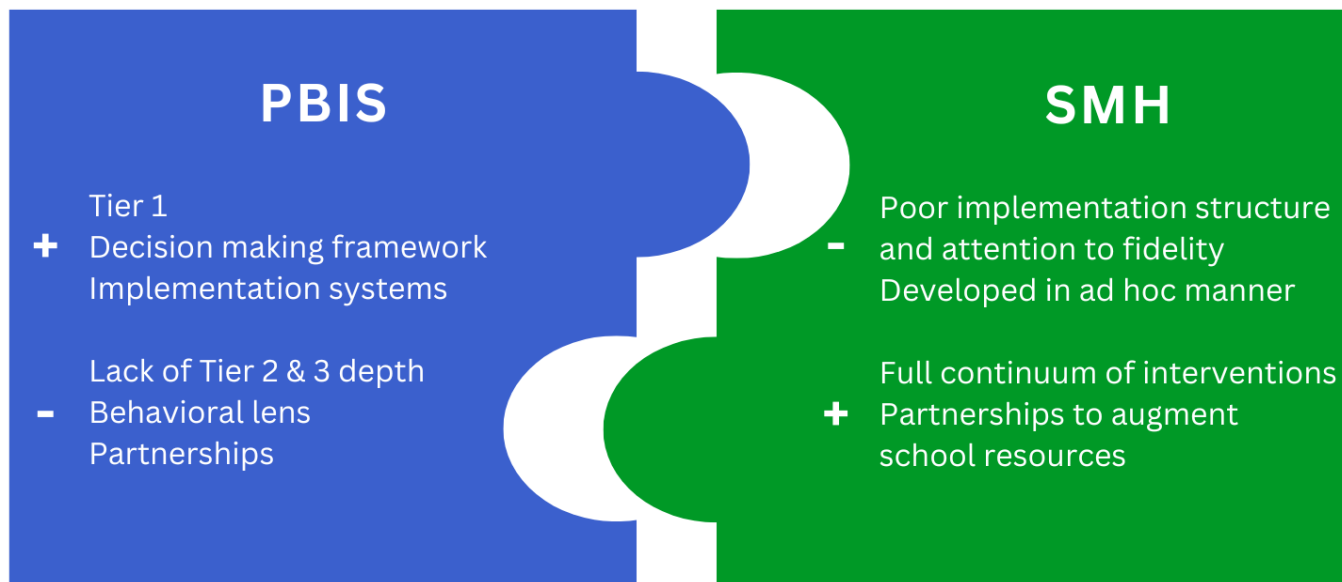 PBIS
+
Tier 1
Decision making framework
Implementation systems
-
Lack of Tier 2 & 3 depth
Behavioral lens
Partnerships
SMH
-
Poor implementation structure
and attention to fidelity
Developed in ad hoc manner
+
Full continuum of interventions
Partnerships to augment
school resources